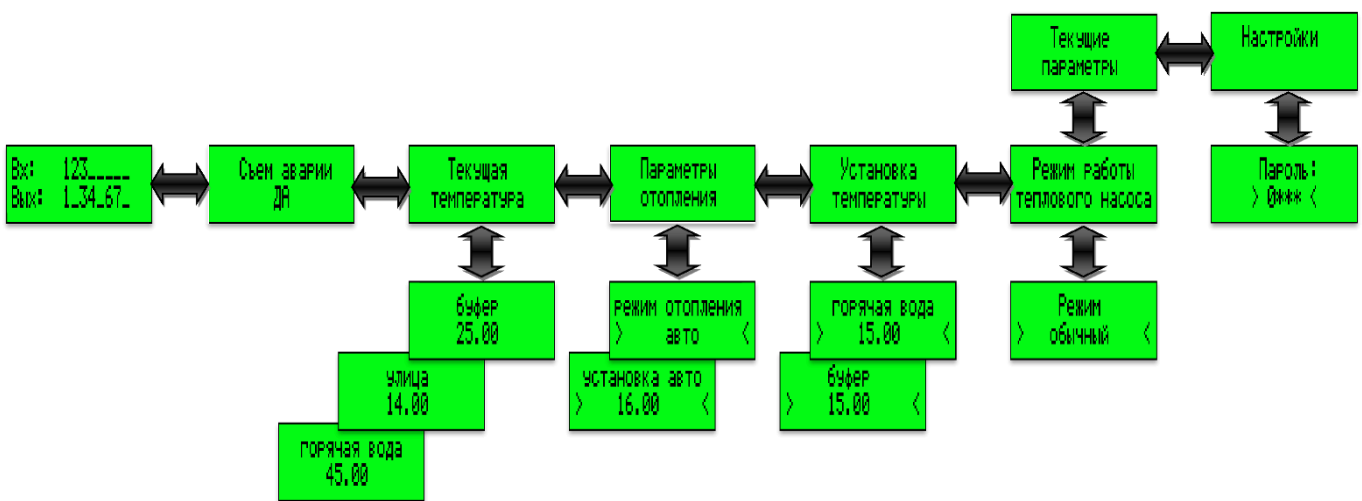 Текущие
параметры
Настройки
Вх: 123_____
Вых: 1_34_67_
Съем аварии
ДА
Текущая
температура
Параметры
отопления
Установка
температуры
Режим работы
теплового насоса
Пароль:
> 0*** <
буфер
25.00
режим отопления
> авто <
горячая вода
> 15.00 <
Режим
> обычный <
улица
14.00
установка авто
> 16.00 <
буфер
> 15.00 <
горячая вода
45.00